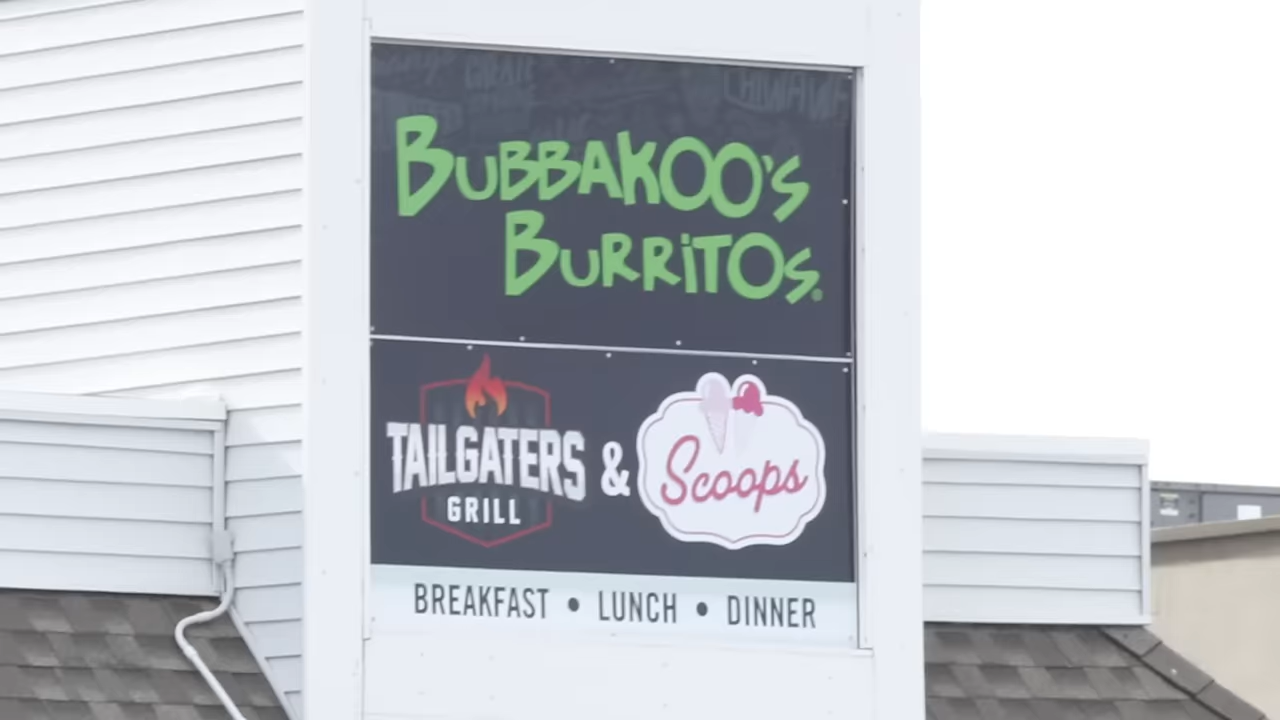 BUBBAKOO'S
BURRiTOS®
TAILGATERS
GRILL
&
Scoops
BREAKFAST • LUNCH • DINNER